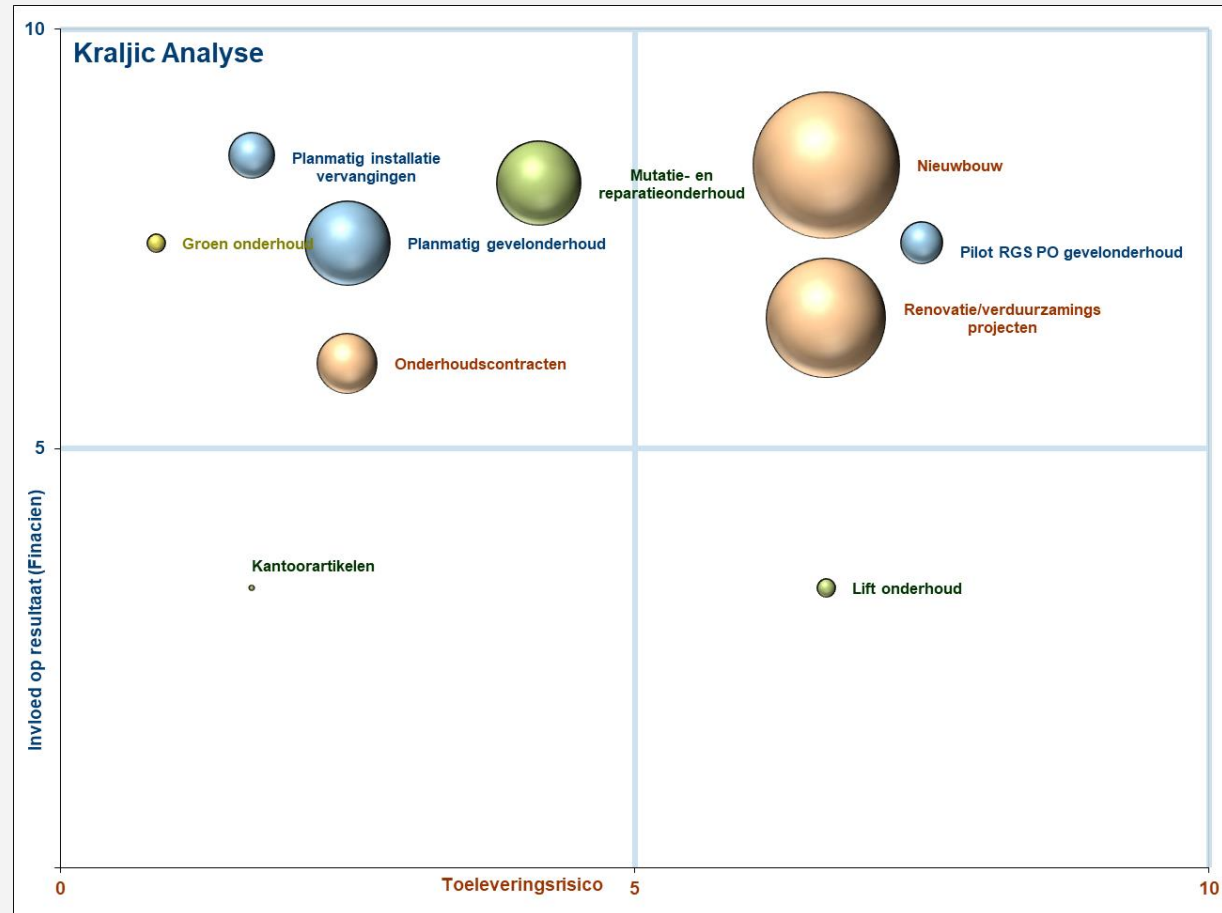 10
Kraljic Analyse
Planmatig installatie
vervangingen
Mutatie- en
reparatieonderhoud
Nieuwbouw
Groen onderhoud
Planmatig gevelonderhoud
Pilot RGS PO gevelonderhoud
Renovatie/verduurzamings
projecten
Onderhoudscontracten
5
Invloed op resultaat (Finacien)
Kantoorartikelen
Lift onderhoud
0
Toeleveringsrisico
5
10